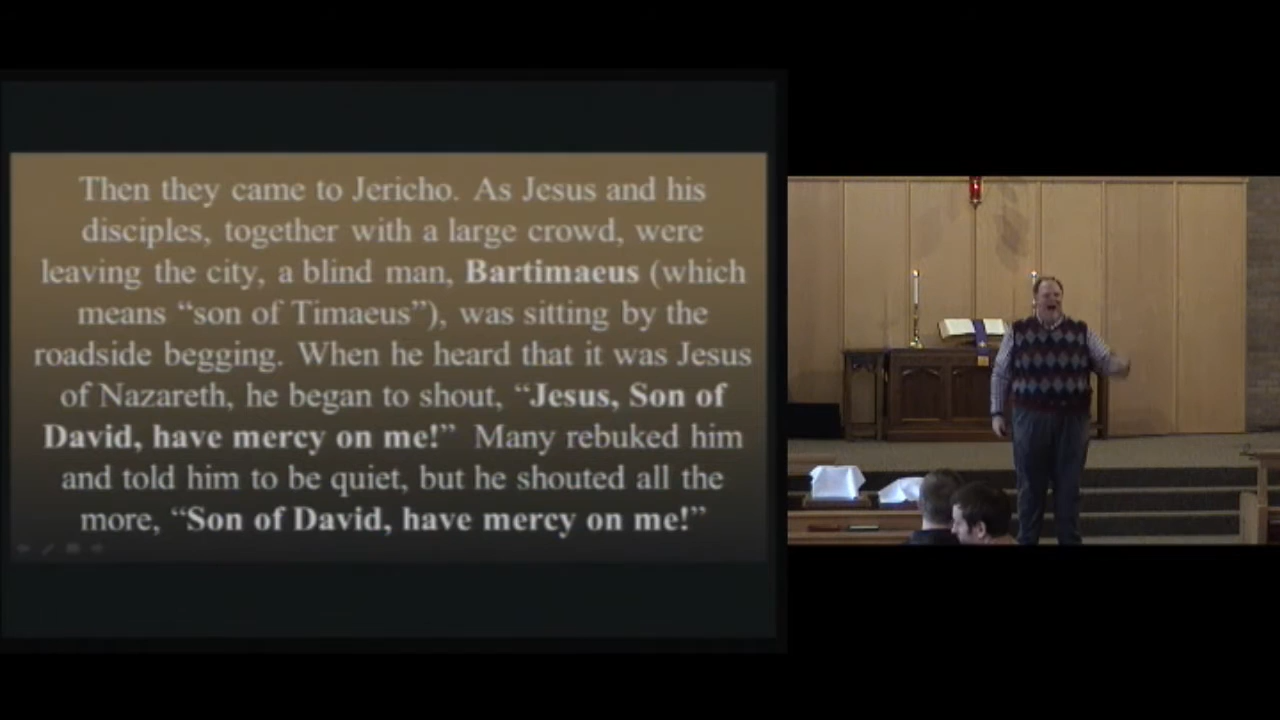 Then they came to Jericho. As Jesus and his
disciples, together with a large crowd, were
leaving the city, a blind man, Bartimaeus (which
means “son of Timaeus”), was sitting by the
roadside begging. When he heard that it was Jesus
of Nazareth, he began to shout, “Jesus, Son of
David, have mercy on me!” Many rebuked him
and told him to be quiet, but he shouted all the
more, “Son of David, have mercy on me!”